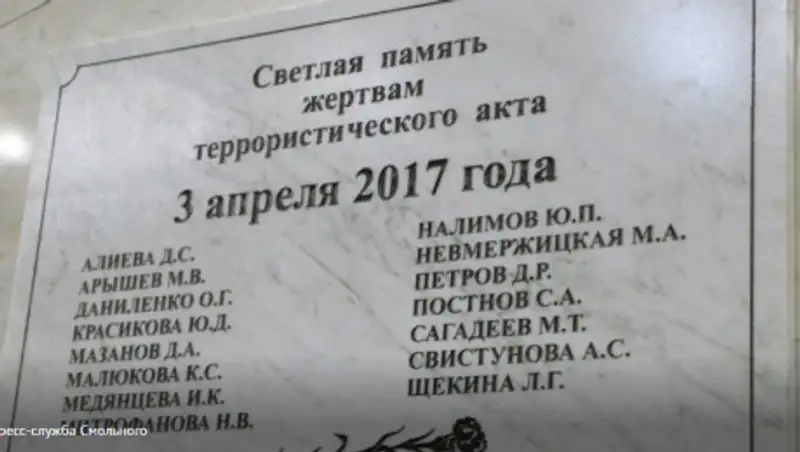 Светлая память
жертвам
террористического акта
3 апреля 2017 года
АЛИЕВА Д.С.
АРЫШЕВ М.В.
ДАНИЛЕНКО О.Г.
КРАСИКОВА Ю.Д.
МАЗАНОВ Д.А.
МАЛЮКОВА К.С.
МЕДЯНЦЕВА И.К.
МИТРОФАНОВА Н.В.
НАЛИМОВ Ю.П.
НЕВМЕРЖИЦКАЯ М.А.
ПЕТРОВ Д.Р.
ПОСТНОВ С.А.
САГАДЕЕВ М.Т.
СВИСТУНОВА А.С.
ЩЕКИНА Л.Г.
ресс-служба Смольного